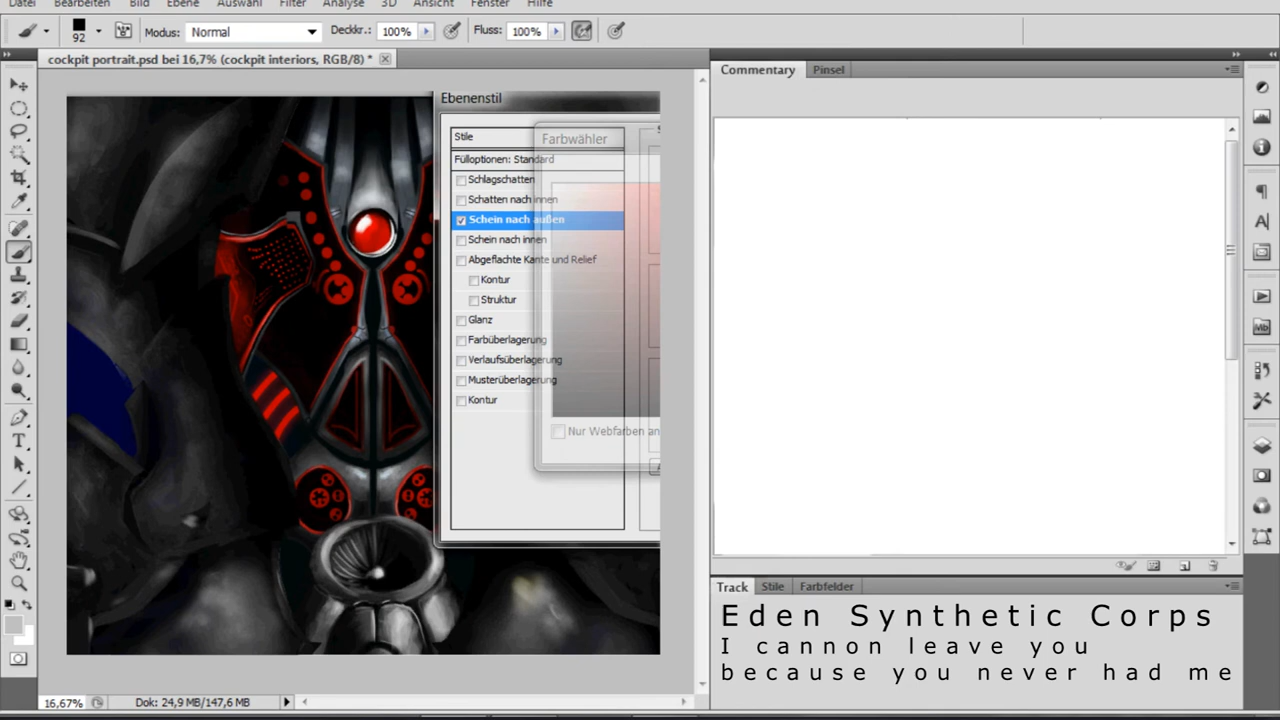 Datei Bearbeiten Bild Ebene Auswahl Filter Analyse 3D Ansicht Fenster Hilfe
92 Modus: Normal Deckkr.: 100% Fluss: 100%
cockpit portrait.psd bei 16,7% (cockpit interiors, RGB/8) *
Commentary Pinsel
Ebenenstil
Stile
Farbwähler
Fülloptionen: Standard
Schlagschatten
Schatten nach innen
Schein nach außen
Schein nach innen
Abgeflachte Kante und Relief
Kontur
Struktur
Glanz
Farbüberlagerung
Verlaufsüberlagerung
Musterüberlagerung
Kontur
Nur Webfarben an
Track Stile Farbfelder
Eden Synthetic Corps
I cannon leave you
because you never had me
16,67% Dok: 24,9 MB/147,6 MB